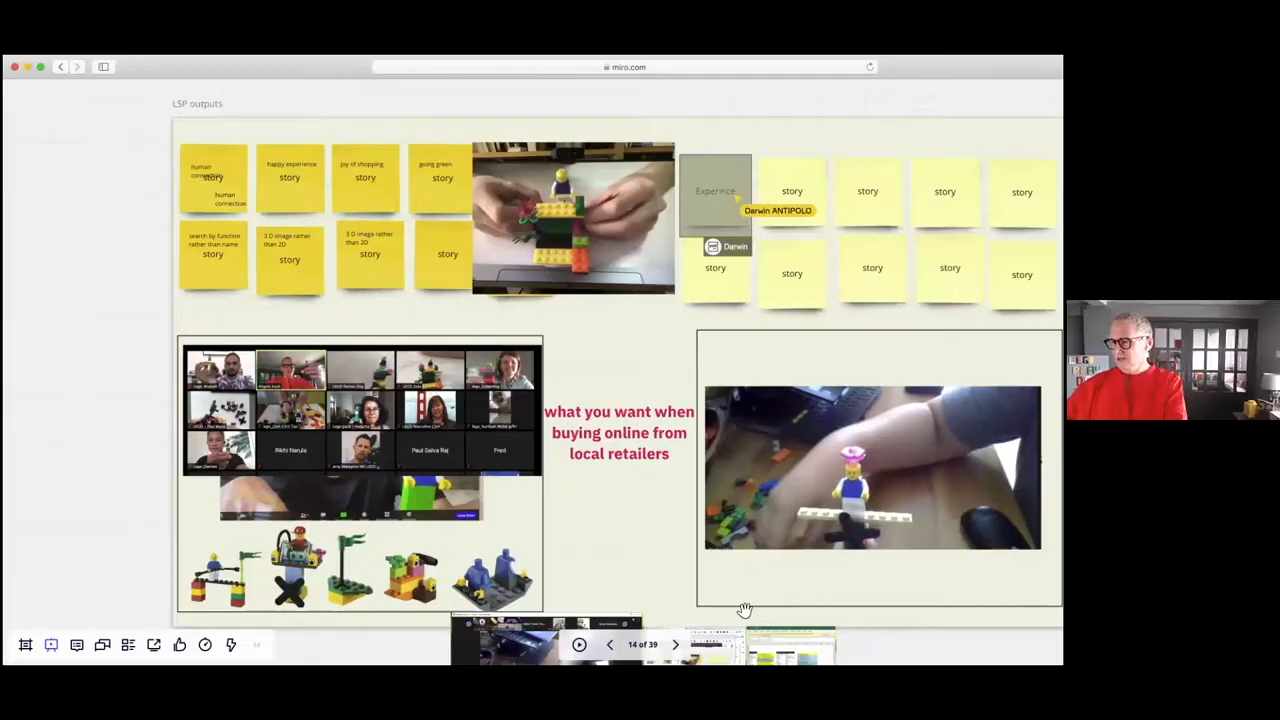 miro.com
LSP outputs
human
connection
story
human
connection
happy experience
story
joy of shopping
story
going green
story
Experince
Darwin ANTIPOLO
Darwin
story
story
story
story
search by function
rather than name
story
3 D image rather
than 2D
story
3 D image rather
than 2D
story
story
story
story
story
story
story
what you want when
buying online from
local retailers
Rikhi Narula
Paul Selva Raj
Fred
14 of 39